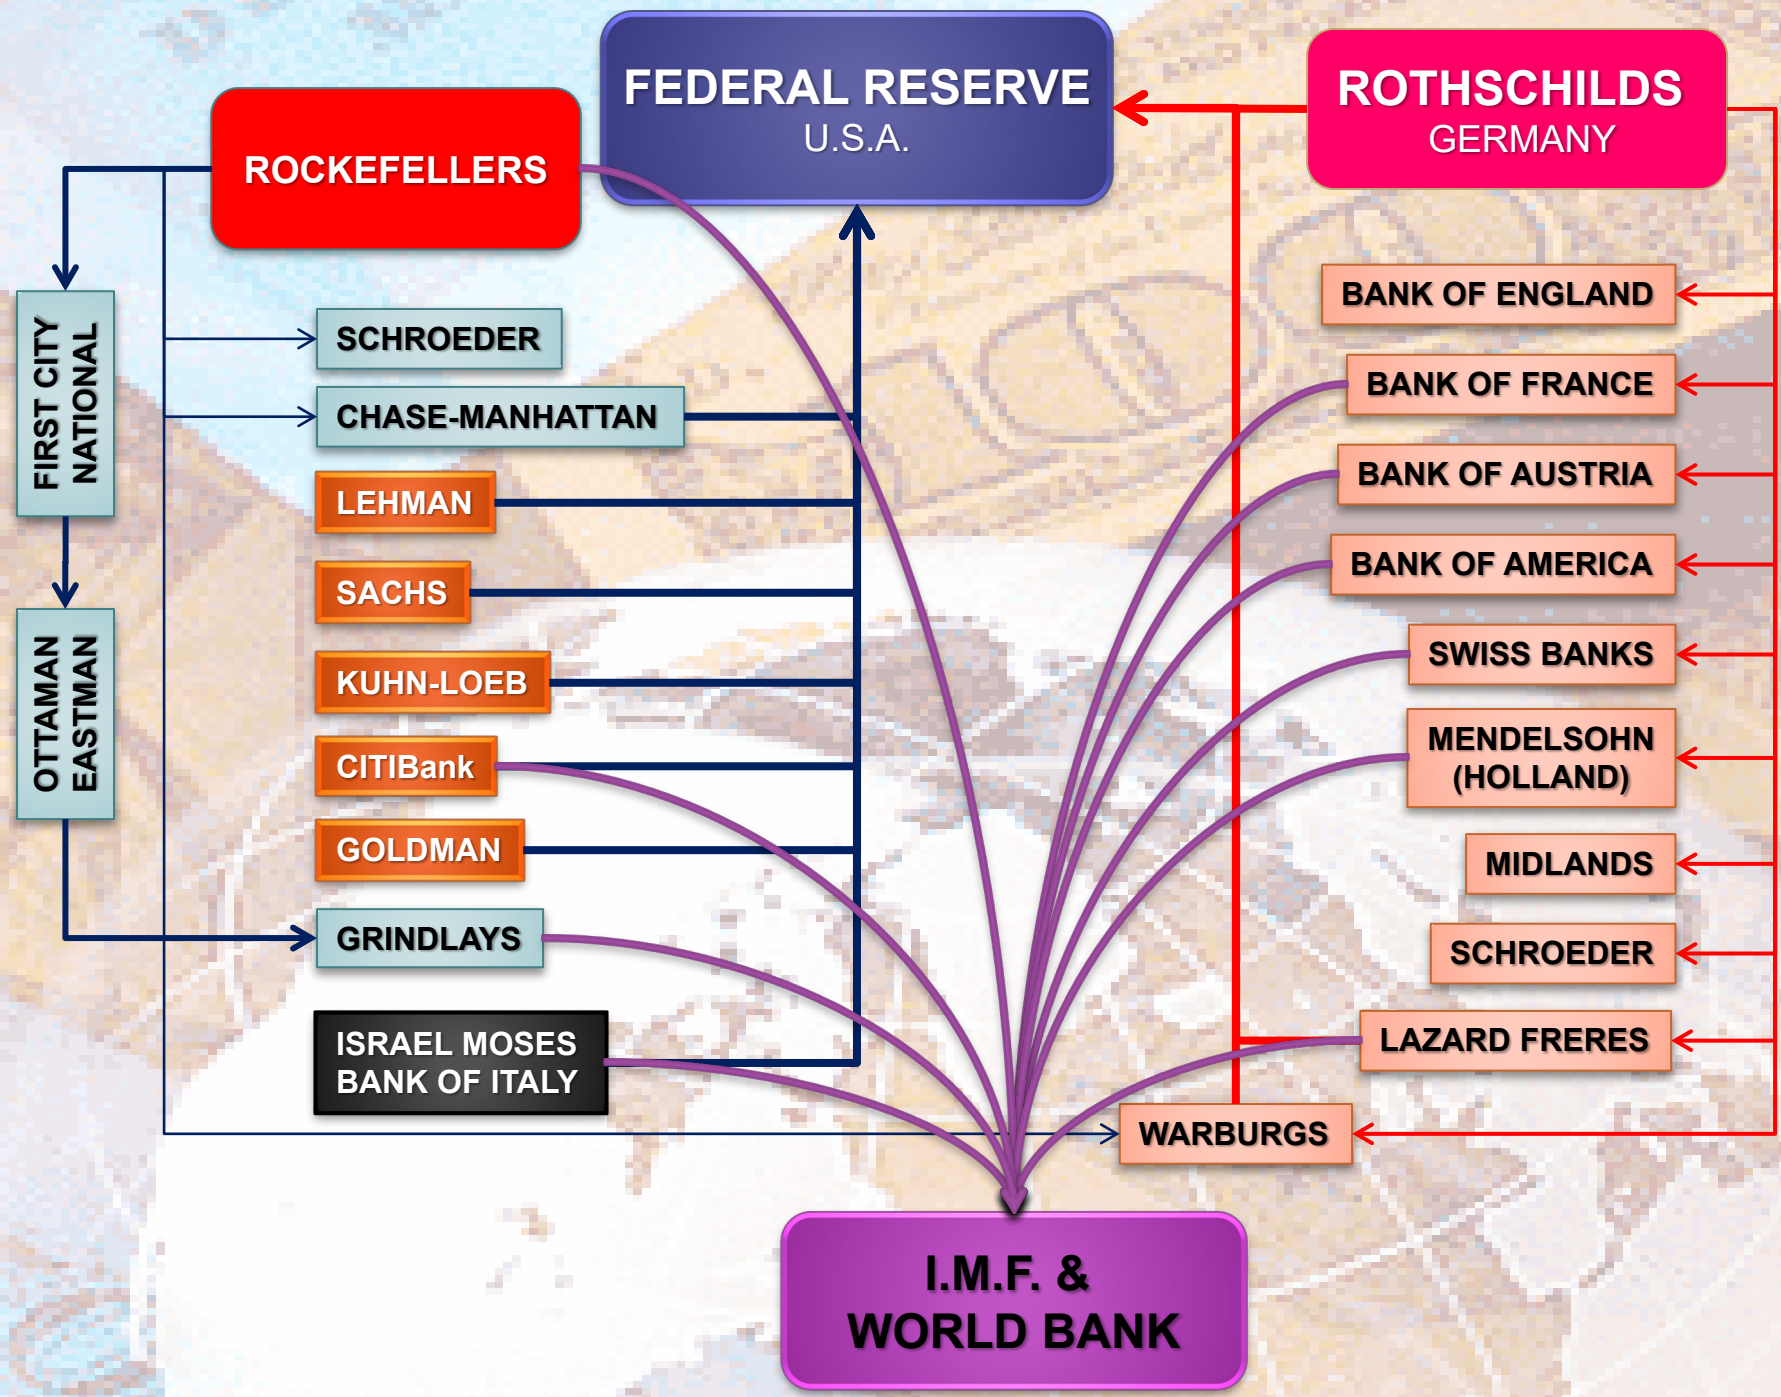 FEDERAL RESERVE
U.S.A.
ROTHSCHILDS
GERMANY
ROCKEFELLERS
FIRST CITY
NATIONAL
OTTAMAN
EASTMAN
SCHROEDER
CHASE-MANHATTAN
LEHMAN
SACHS
KUHN-LOEB
CITIBank
GOLDMAN
GRINDLAYS
ISRAEL MOSES
BANK OF ITALY
BANK OF ENGLAND
BANK OF FRANCE
BANK OF AUSTRIA
BANK OF AMERICA
SWISS BANKS
MENDELSOHN
(HOLLAND)
MIDLANDS
SCHROEDER
LAZARD FRERES
WARBURGS
I.M.F. &
WORLD BANK